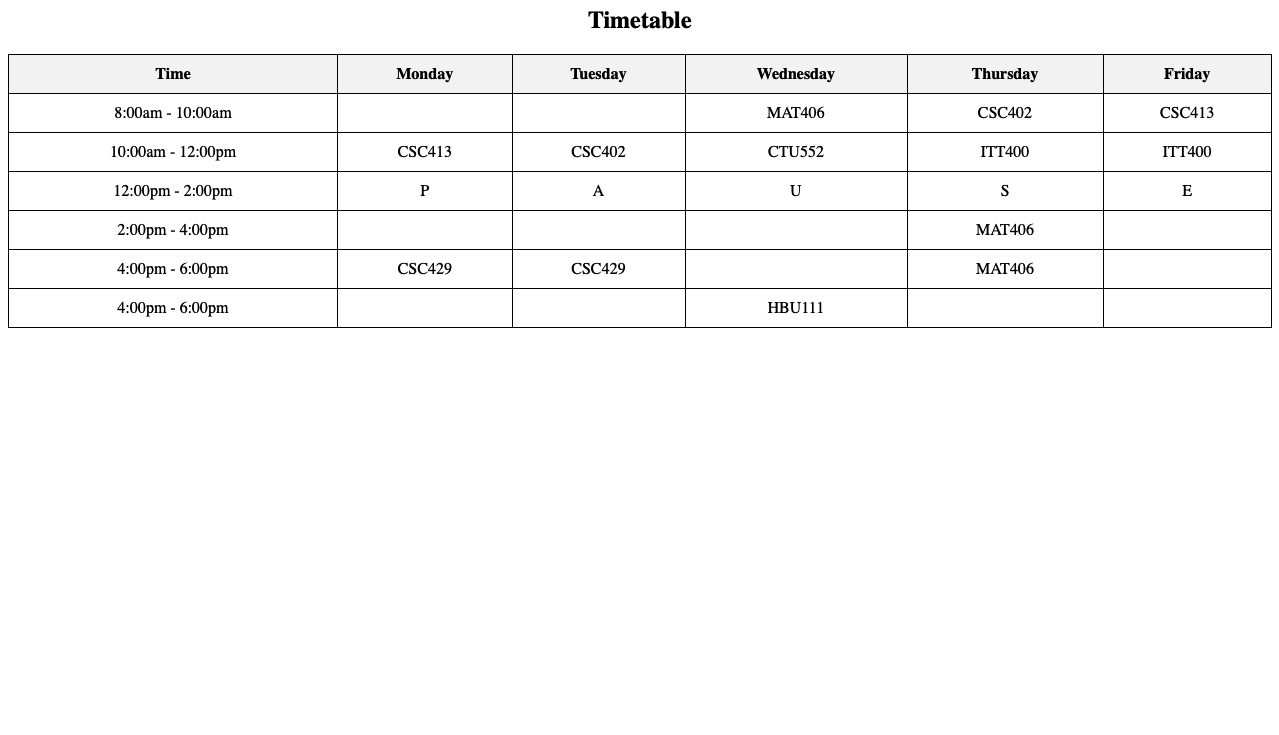 Timetable
Time Monday Tuesday Wednesday Thursday Friday
8:00am - 10:00am MAT406 CSC402 CSC413
10:00am - 12:00pm CSC413 CSC402 CTU552 ITT400 ITT400
12:00pm - 2:00pm P A U S E
2:00pm - 4:00pm MAT406
4:00pm - 6:00pm CSC429 CSC429 MAT406
4:00pm - 6:00pm HBU111